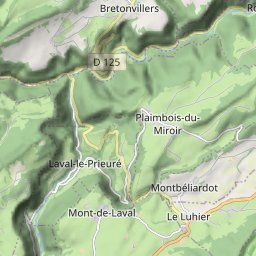 Bretonvillers
D 125
Plaimbois-du-
Miroir
Laval-le-Prieuré
Montbéliardot
Mont-de-Laval
Le Luhier